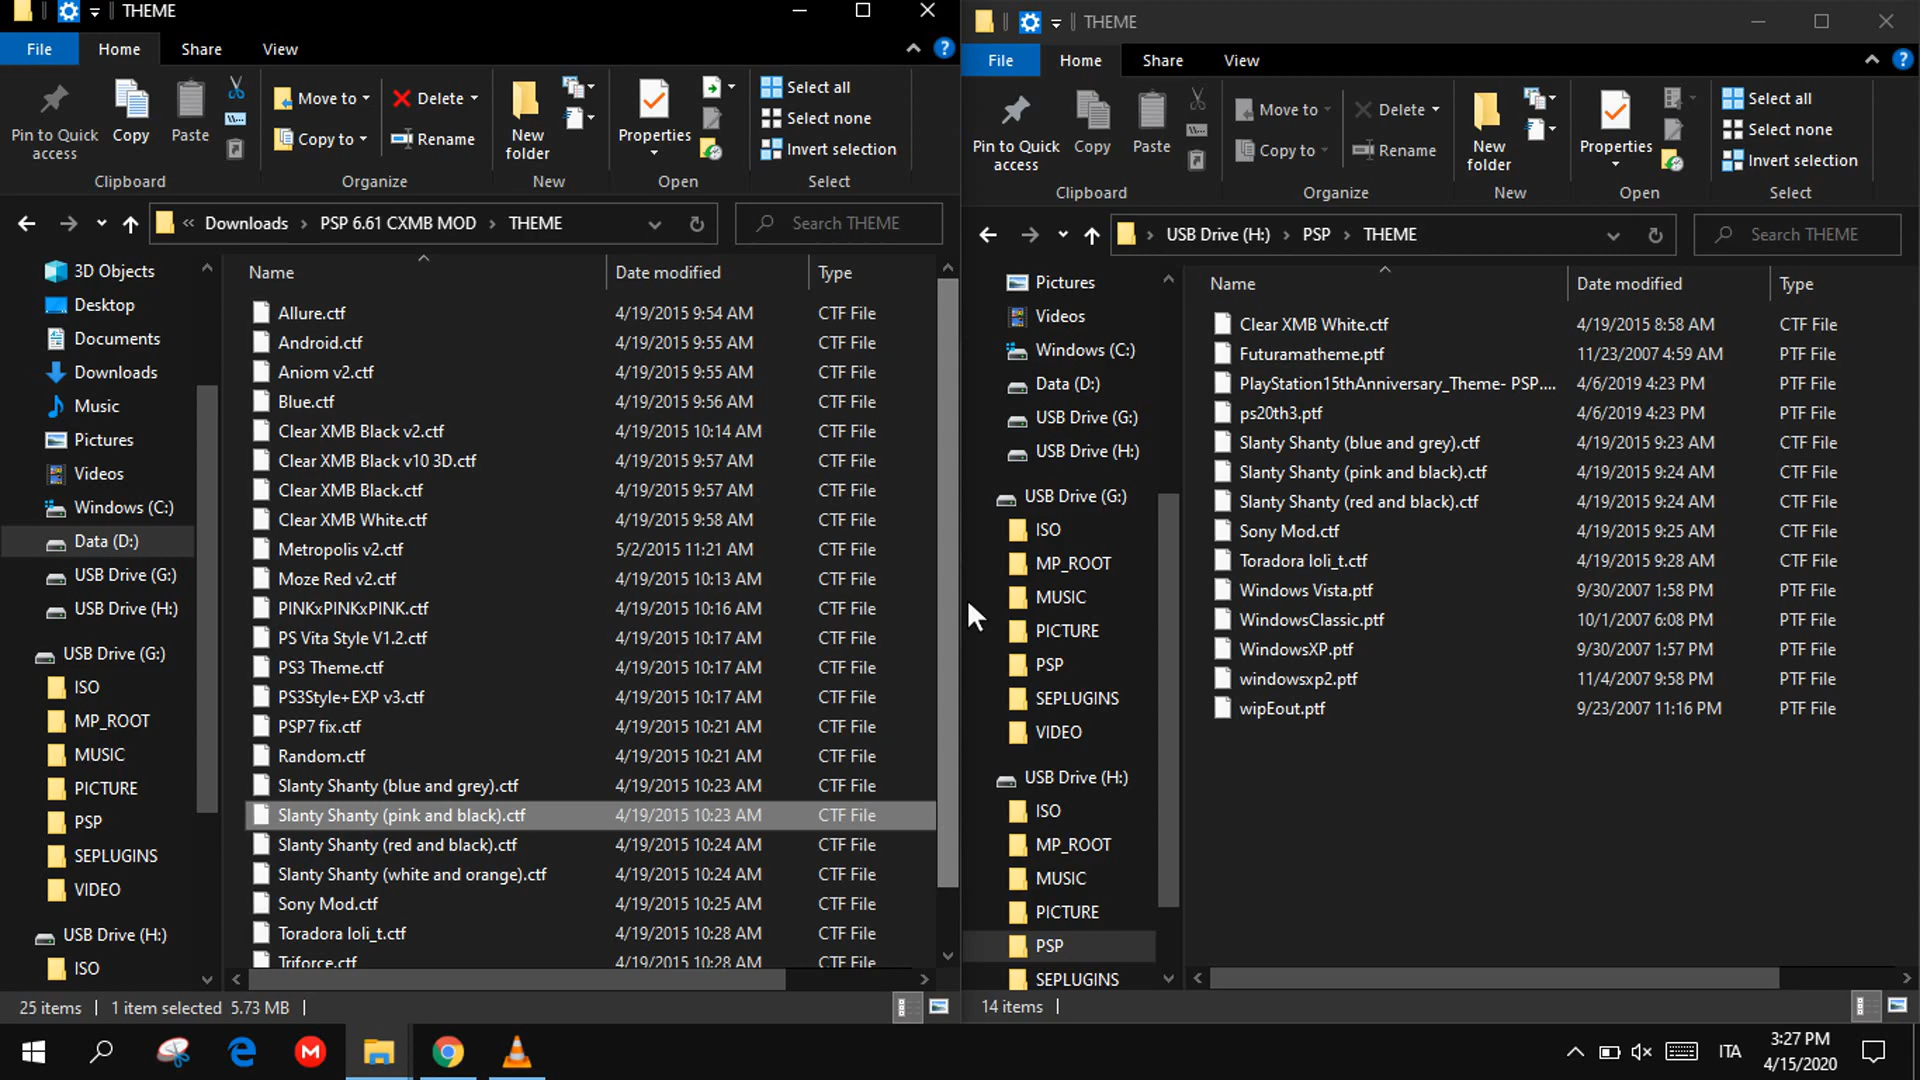 THEME
File Home Share View
Pin to Quick access
Copy
Paste
Move to
Copy to
Delete
Rename
New folder
Properties
Select all
Select none
Invert selection
Clipboard Organize New Open Select
« Downloads › PSP 6.61 CXMB MOD › THEME
Search THEME
3D Objects
Desktop
Documents
Downloads
Music
Pictures
Videos
Windows (C:)
Data (D:)
USB Drive (G:)
USB Drive (H:)
USB Drive (G:)
ISO
MP_ROOT
MUSIC
PICTURE
PSP
SEPLUGINS
VIDEO
USB Drive (H:)
ISO
Name Date modified Type
Allure.ctf 4/19/2015 9:54 AM CTF File
Android.ctf 4/19/2015 9:55 AM CTF File
Aniom v2.ctf 4/19/2015 9:55 AM CTF File
Blue.ctf 4/19/2015 9:56 AM CTF File
Clear XMB Black v2.ctf 4/19/2015 10:14 AM CTF File
Clear XMB Black v10 3D.ctf 4/19/2015 9:57 AM CTF File
Clear XMB Black.ctf 4/19/2015 9:57 AM CTF File
Clear XMB White.ctf 4/19/2015 9:58 AM CTF File
Metropolis v2.ctf 5/2/2015 11:21 AM CTF File
Moze Red v2.ctf 4/19/2015 10:13 AM CTF File
PINKxPINKxPINK.ctf 4/19/2015 10:16 AM CTF File
PS Vita Style V1.2.ctf 4/19/2015 10:17 AM CTF File
PS3 Theme.ctf 4/19/2015 10:17 AM CTF File
PS3Style+EXP v3.ctf 4/19/2015 10:17 AM CTF File
PSP7 fix.ctf 4/19/2015 10:21 AM CTF File
Random.ctf 4/19/2015 10:21 AM CTF File
Slanty Shanty (blue and grey).ctf 4/19/2015 10:23 AM CTF File
Slanty Shanty (pink and black).ctf 4/19/2015 10:23 AM CTF File
Slanty Shanty (red and black).ctf 4/19/2015 10:24 AM CTF File
Slanty Shanty (white and orange).ctf 4/19/2015 10:24 AM CTF File
Sony Mod.ctf 4/19/2015 10:25 AM CTF File
Toradora loli_t.ctf 4/19/2015 10:28 AM CTF File
Triforce.ctf 4/19/2015 10:28 AM CTF File
25 items 1 item selected 5.73 MB
THEME
File Home Share View
Pin to Quick access
Copy
Paste
Move to
Copy to
Delete
Rename
New folder
Properties
Select all
Select none
Invert selection
Clipboard Organize New Open Select
› USB Drive (H:) › PSP › THEME
Search THEME
Pictures
Videos
Windows (C:)
Data (D:)
USB Drive (G:)
USB Drive (H:)
USB Drive (G:)
ISO
MP_ROOT
MUSIC
PICTURE
PSP
SEPLUGINS
VIDEO
USB Drive (H:)
ISO
MP_ROOT
MUSIC
PICTURE
PSP
SEPLUGINS
Name Date modified Type
Clear XMB White.ctf 4/19/2015 8:58 AM CTF File
Futuramatheme.ptf 11/23/2007 4:59 AM PTF File
PlayStation15thAnniversary_Theme- PSP.... 4/6/2019 4:23 PM PTF File
ps20th3.ptf 4/6/2019 4:23 PM PTF File
Slanty Shanty (blue and grey).ctf 4/19/2015 9:23 AM CTF File
Slanty Shanty (pink and black).ctf 4/19/2015 9:24 AM CTF File
Slanty Shanty (red and black).ctf 4/19/2015 9:24 AM CTF File
Sony Mod.ctf 4/19/2015 9:25 AM CTF File
Toradora loli_t.ctf 4/19/2015 9:28 AM CTF File
Windows Vista.ptf 9/30/2007 1:58 PM PTF File
WindowsClassic.ptf 10/1/2007 6:08 PM PTF File
WindowsXP.ptf 9/30/2007 1:57 PM PTF File
windowsxp2.ptf 11/4/2007 9:58 PM PTF File
wipEout.ptf 9/23/2007 11:16 PM PTF File
14 items
ITA
3:27 PM
4/15/2020